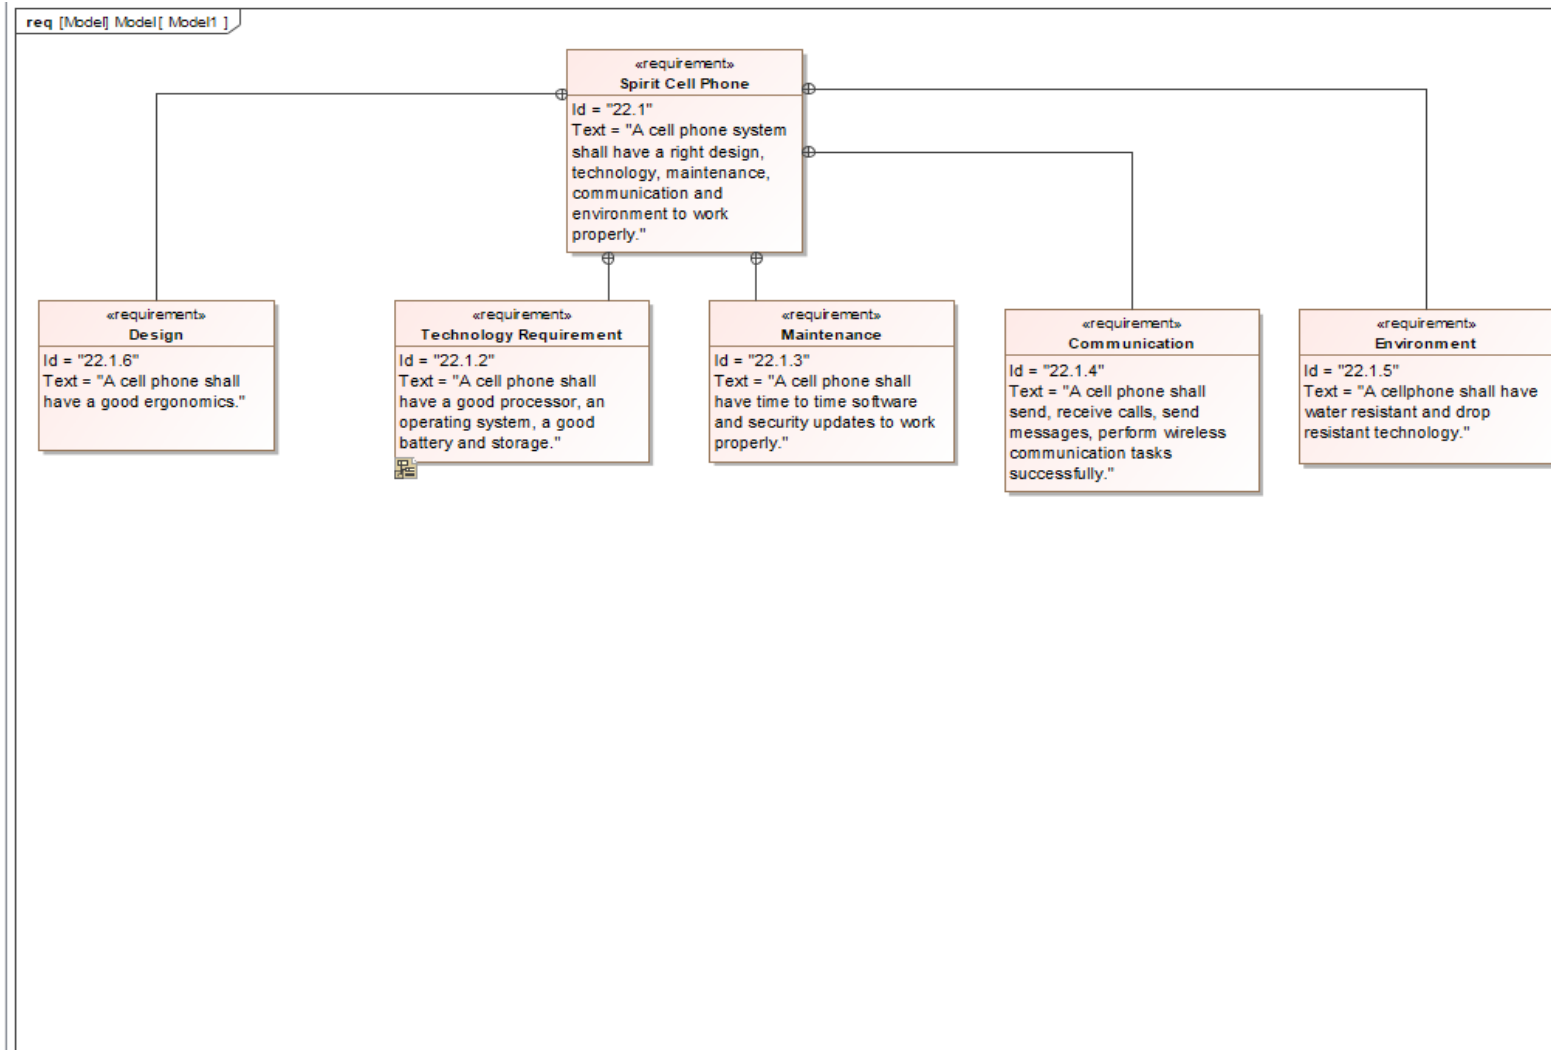 req [Model] Model[ Model1 ]
«requirement»
Spirit Cell Phone
Id = "22.1"
Text = "A cell phone system
shall have a right design,
technology, maintenance,
communication and
environment to work
properly."
«requirement»
Design
Id = "22.1.6"
Text = "A cell phone shall
have a good ergonomics."
«requirement»
Technology Requirement
Id = "22.1.2"
Text = "A cell phone shall
have a good processor, an
operating system, a good
battery and storage."
«requirement»
Maintenance
Id = "22.1.3"
Text = "A cell phone shall
have time to time software
and security updates to work
properly."
«requirement»
Communication
Id = "22.1.4"
Text = "A cell phone shall
send, receive calls, send
messages, perform wireless
communication tasks
successfully."
«requirement»
Environment
Id = "22.1.5"
Text = "A cellphone shall have
water resistant and drop
resistant technology."